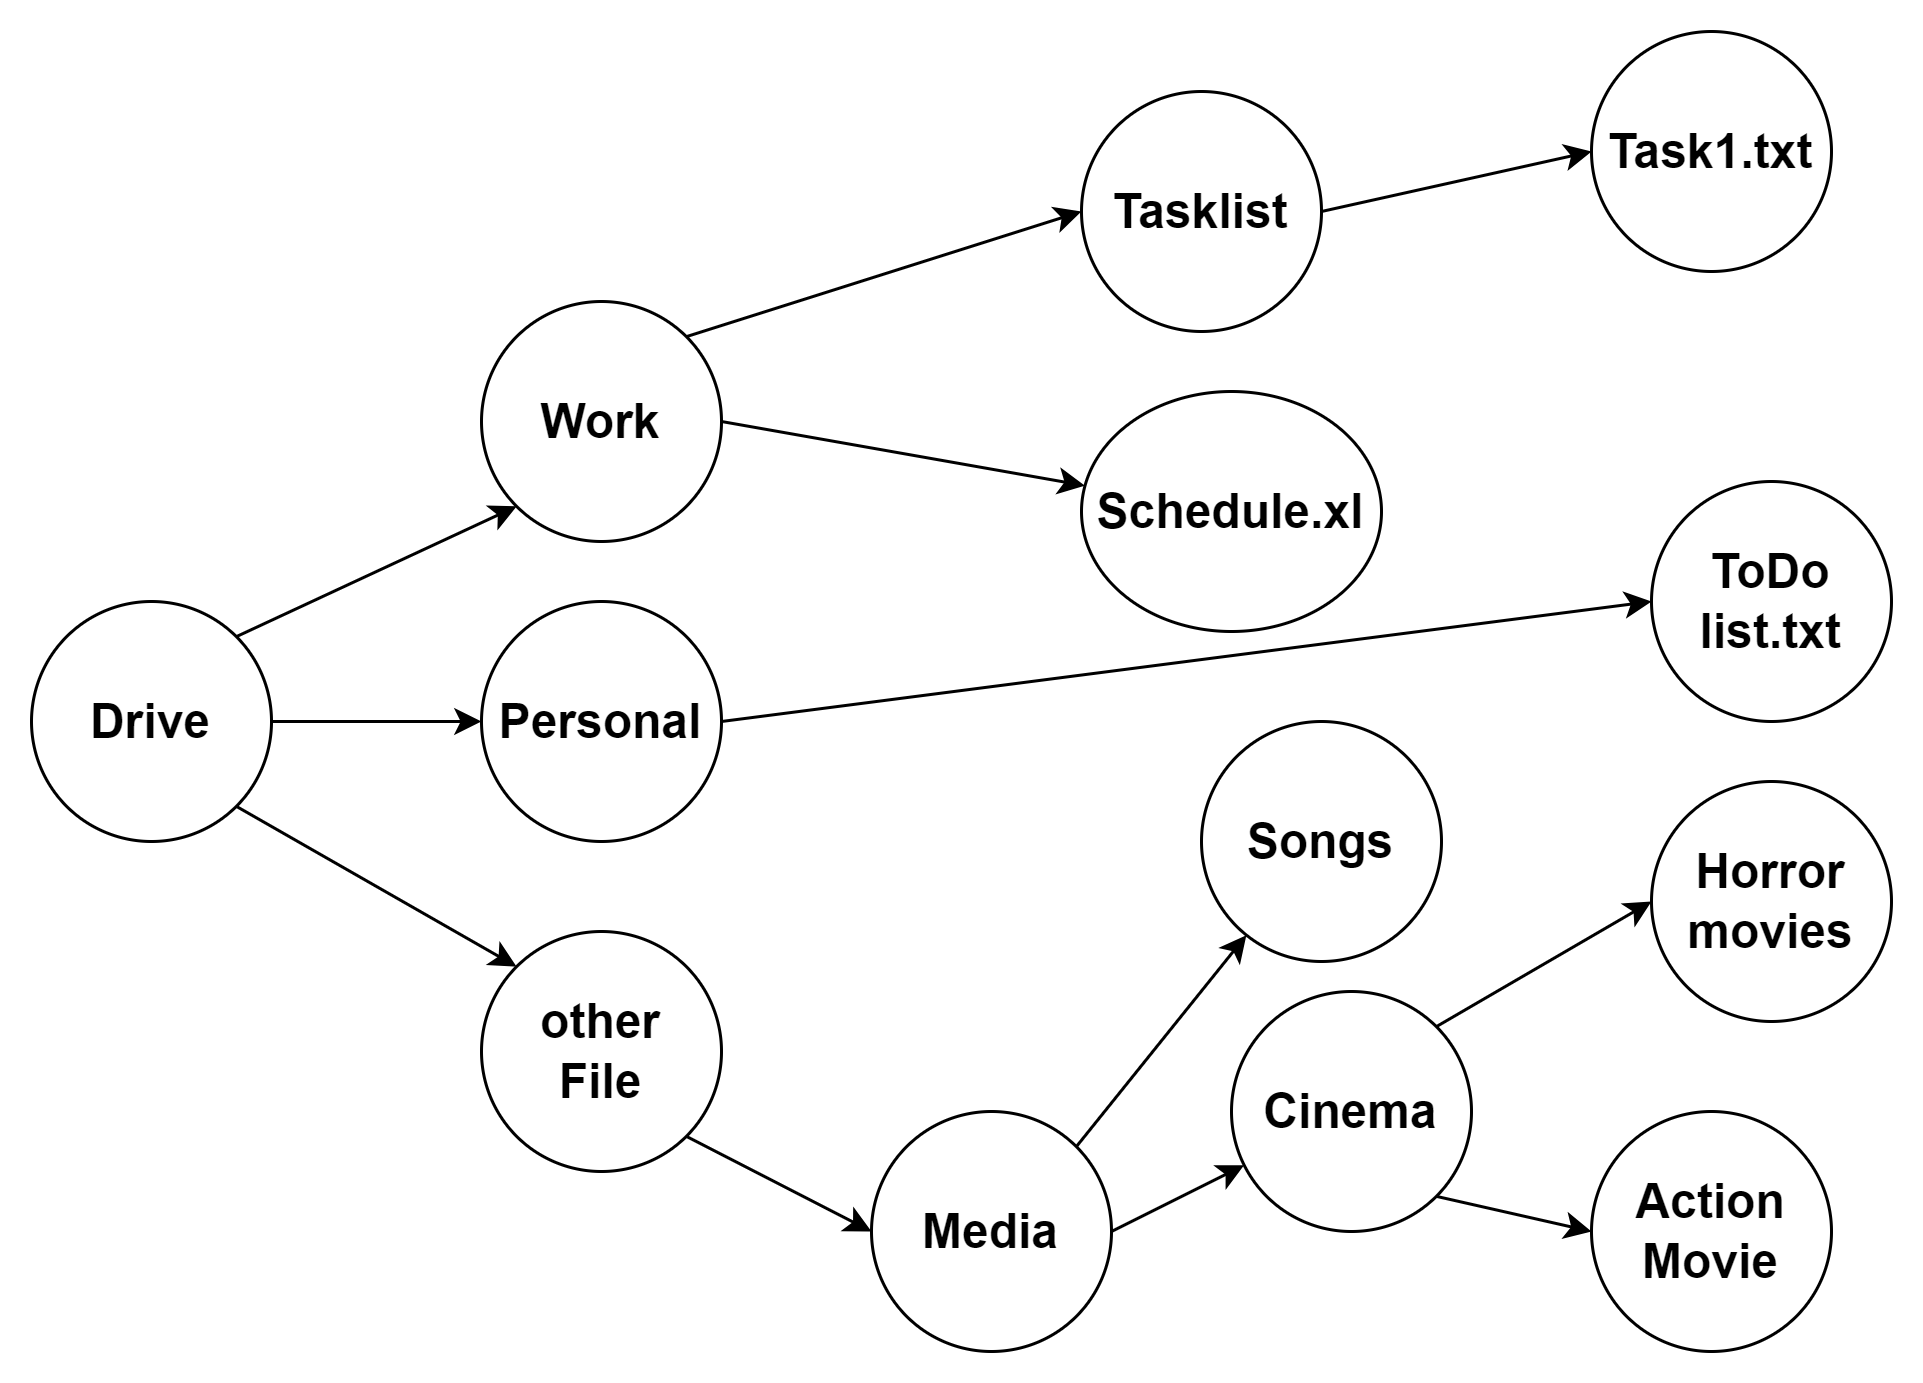 Task1.txt
Tasklist
Work
Schedule.xl
ToDo
list.txt
Drive
Personal
Songs
Horror
movies
other
File
Cinema
Media
Action
Movie